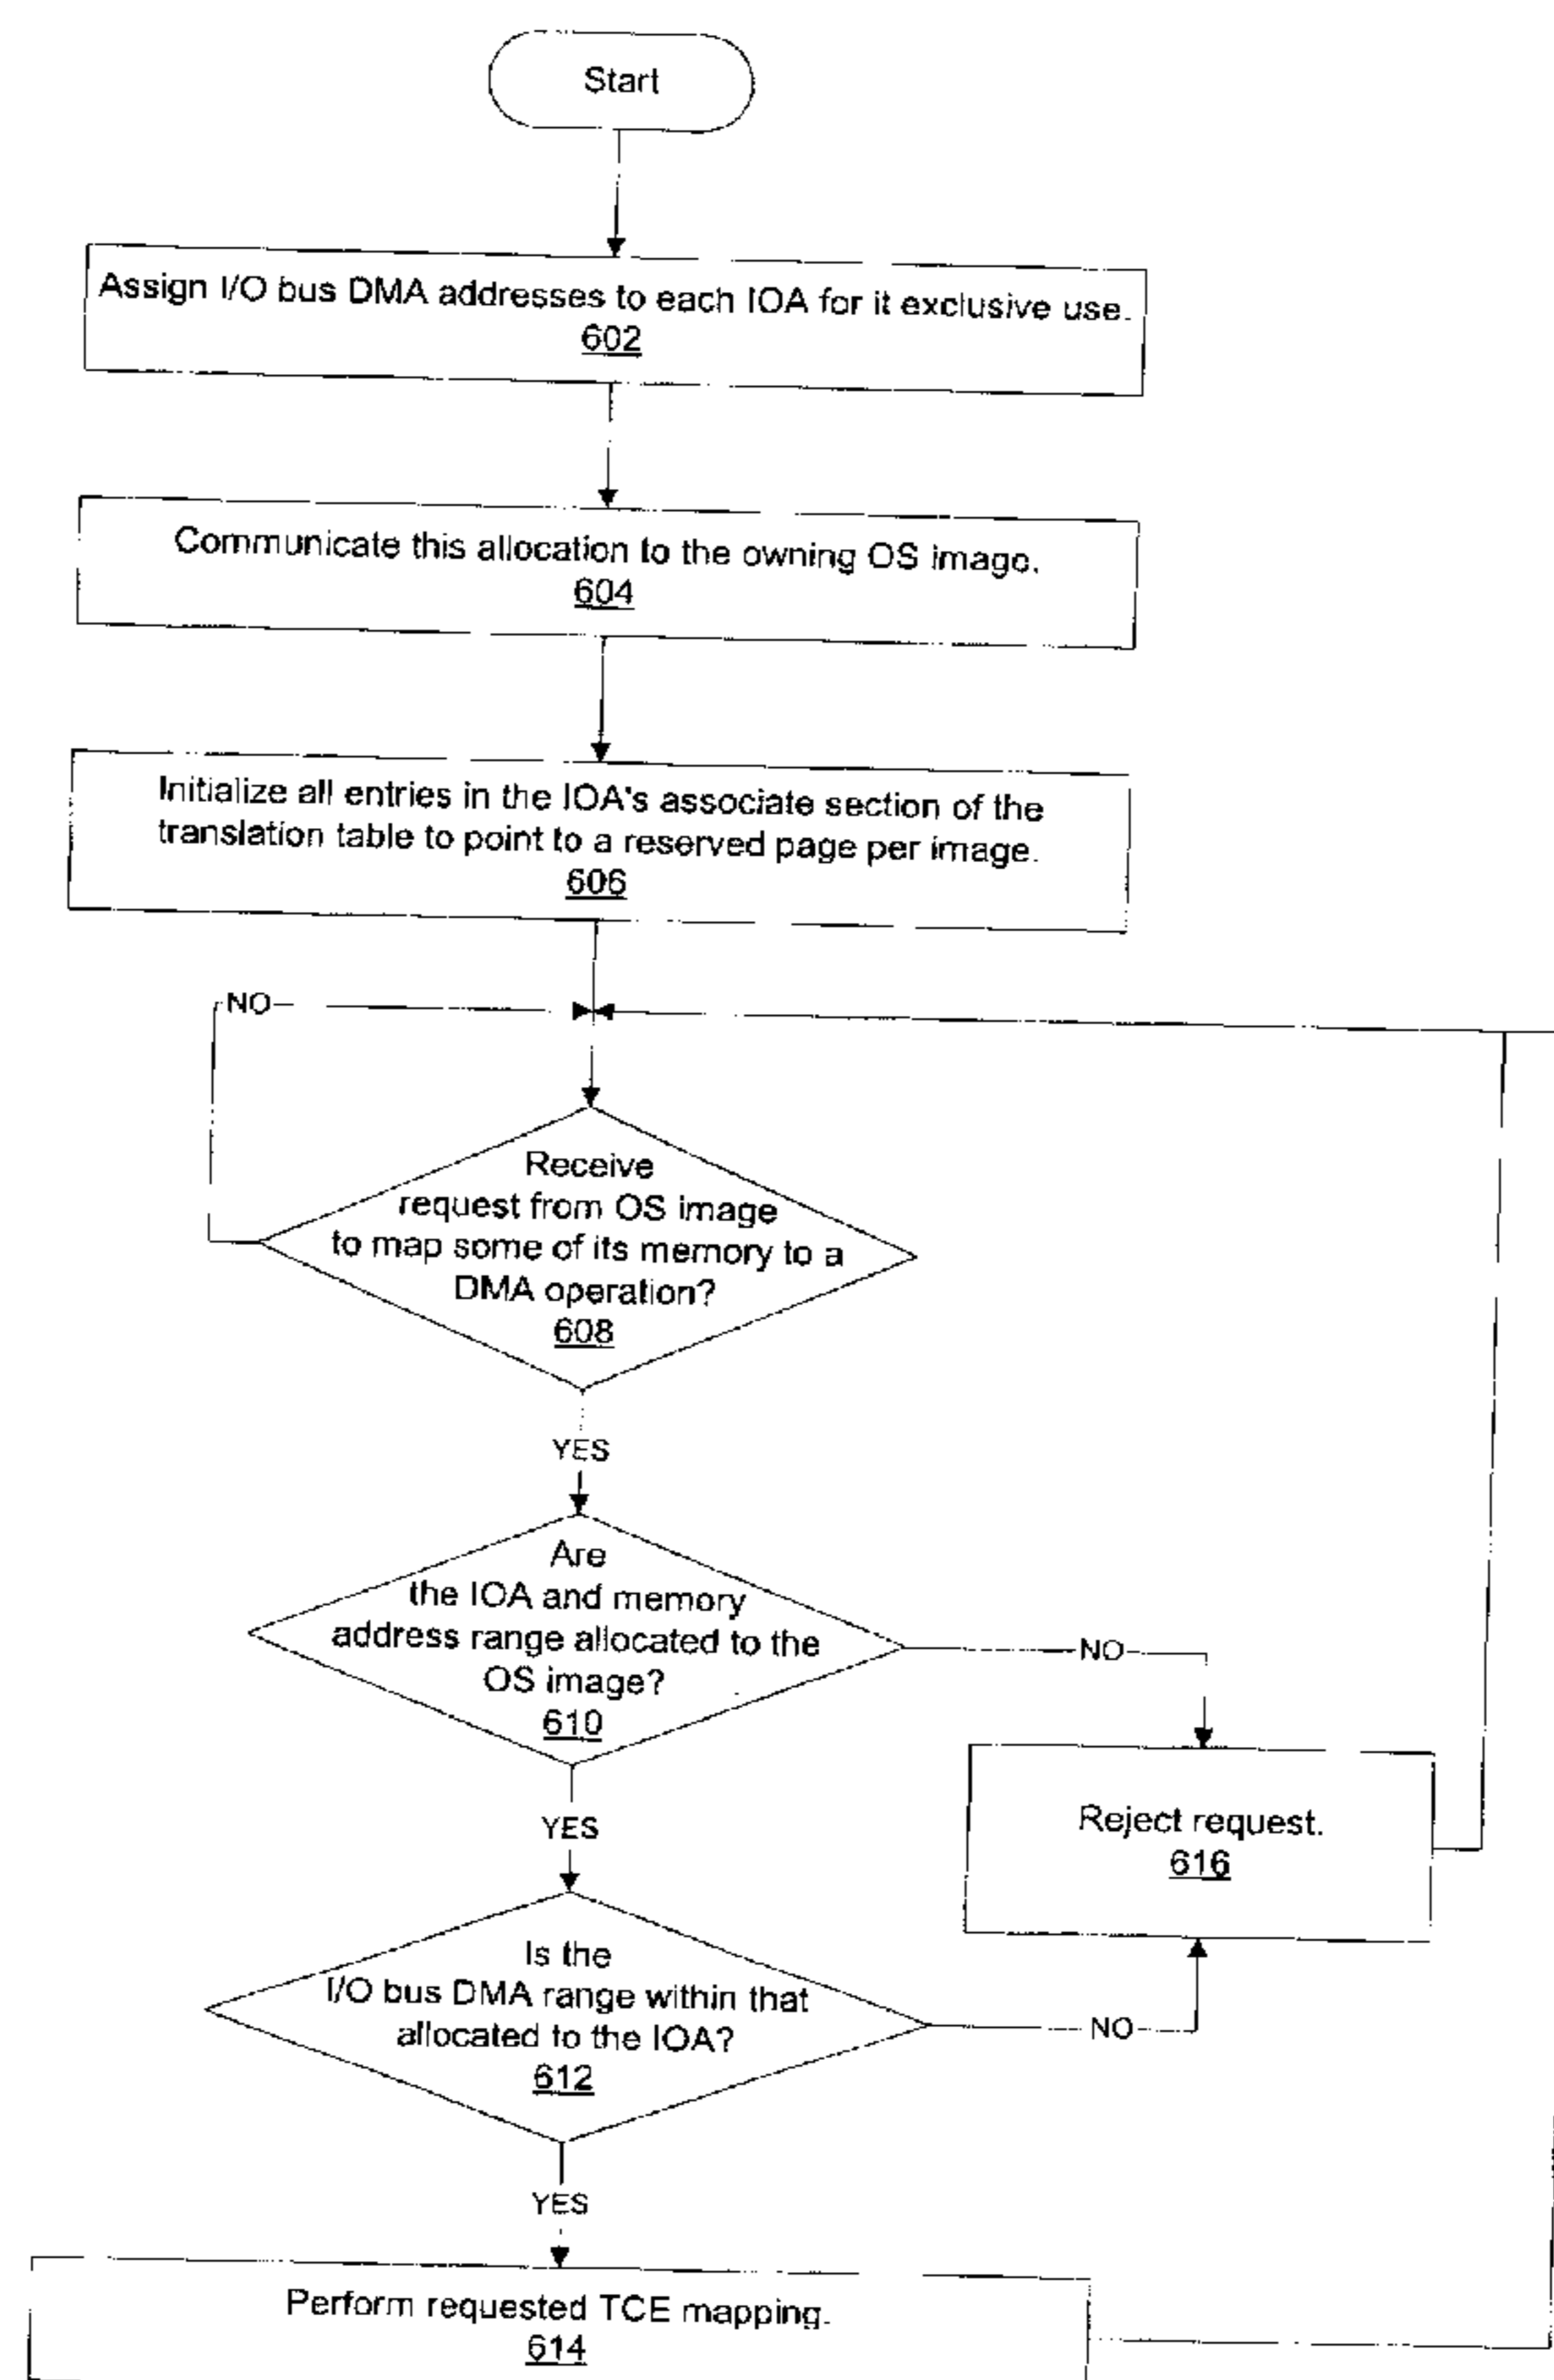 Start
Assign I/O bus DMA addresses to each IOA for it exclusive use.
602
Communicate this allocation to the owning OS image.
604
Initialize all entries in the IOA's associate section of the
translation table to point to a reserved page per image.
606
NO
Receive
request from OS image
to map some of its memory to a
DMA operation?
608
YES
Are
the IOA and memory
address range allocated to the
OS image?
610
NO
YES
Reject request.
616
Is the
I/O bus DMA range within that
allocated to the IOA?
612
NO
YES
Perform requested TCE mapping.
614